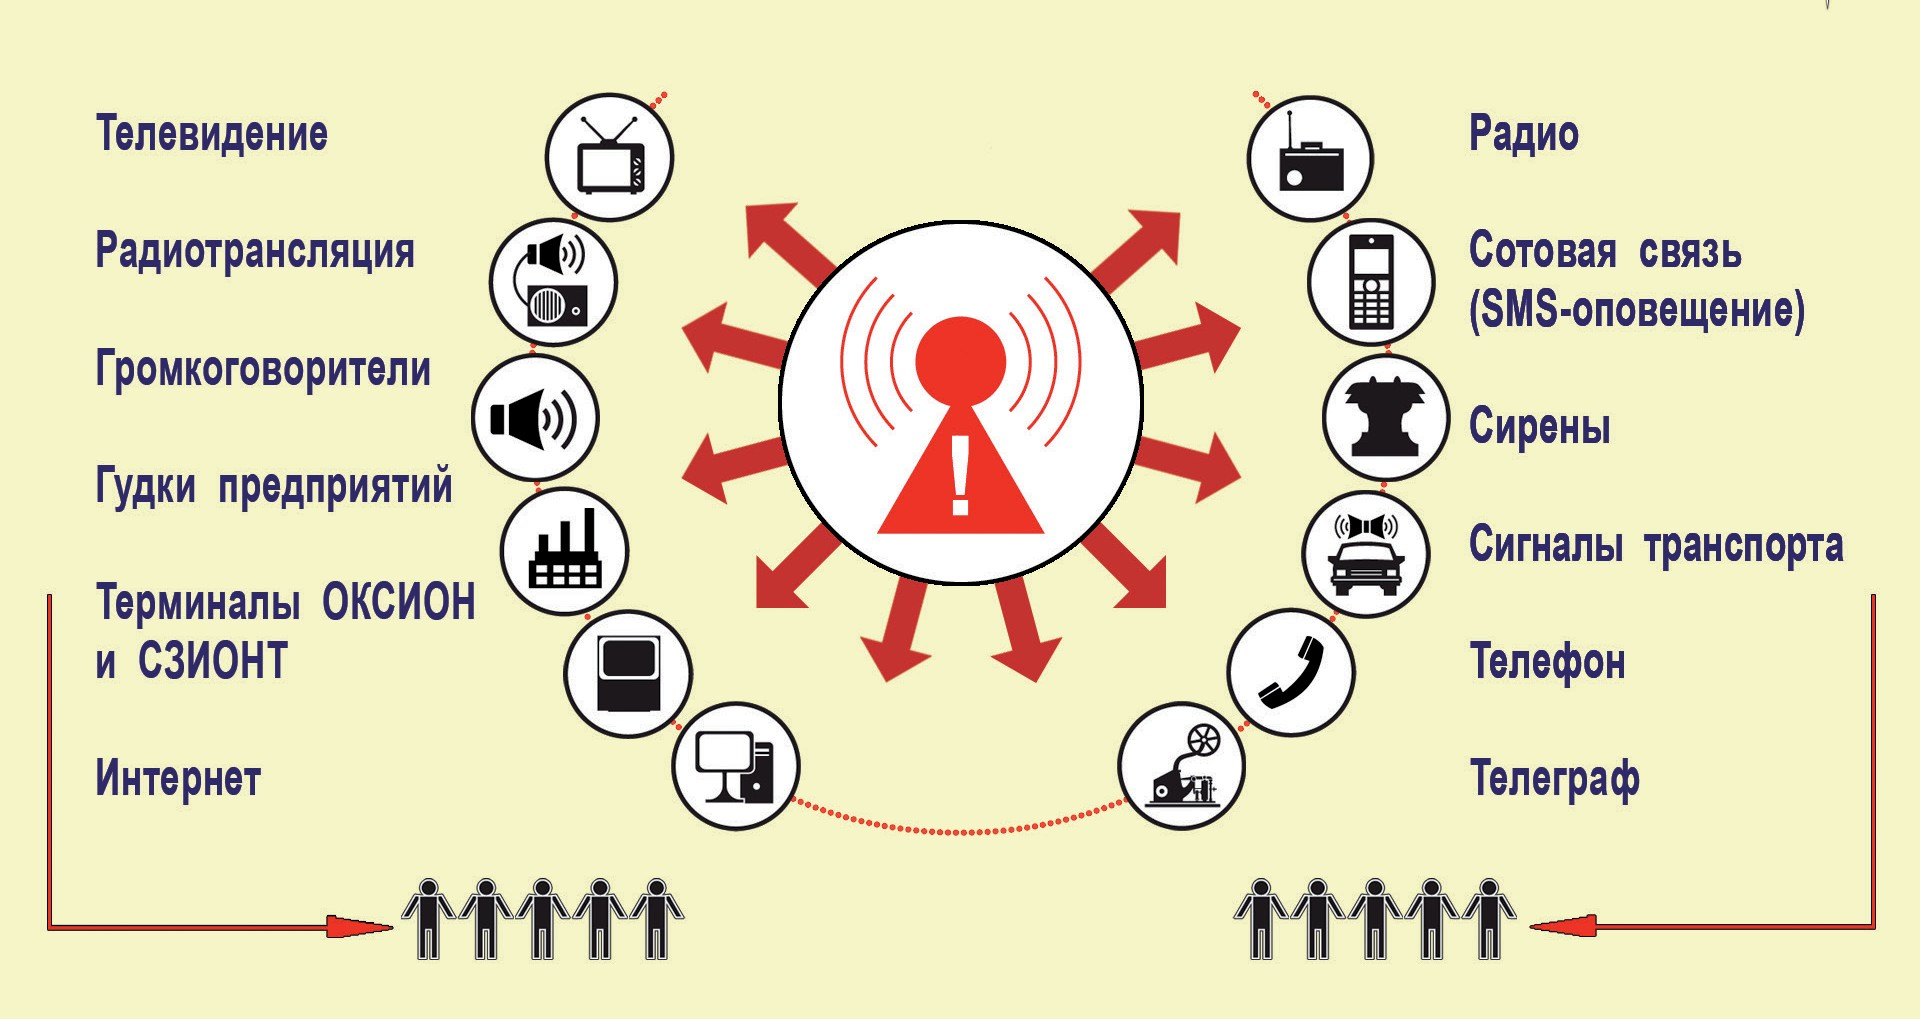 Телевидение
Радиотрансляция
Громкоговорители
Гудки предприятий
Терминалы ОКСИОН
и СЗИОНТ
Интернет
Радио
Сотовая связь
(SMS-оповещение)
Сирены
Сигналы транспорта
Телефон
Телеграф
!